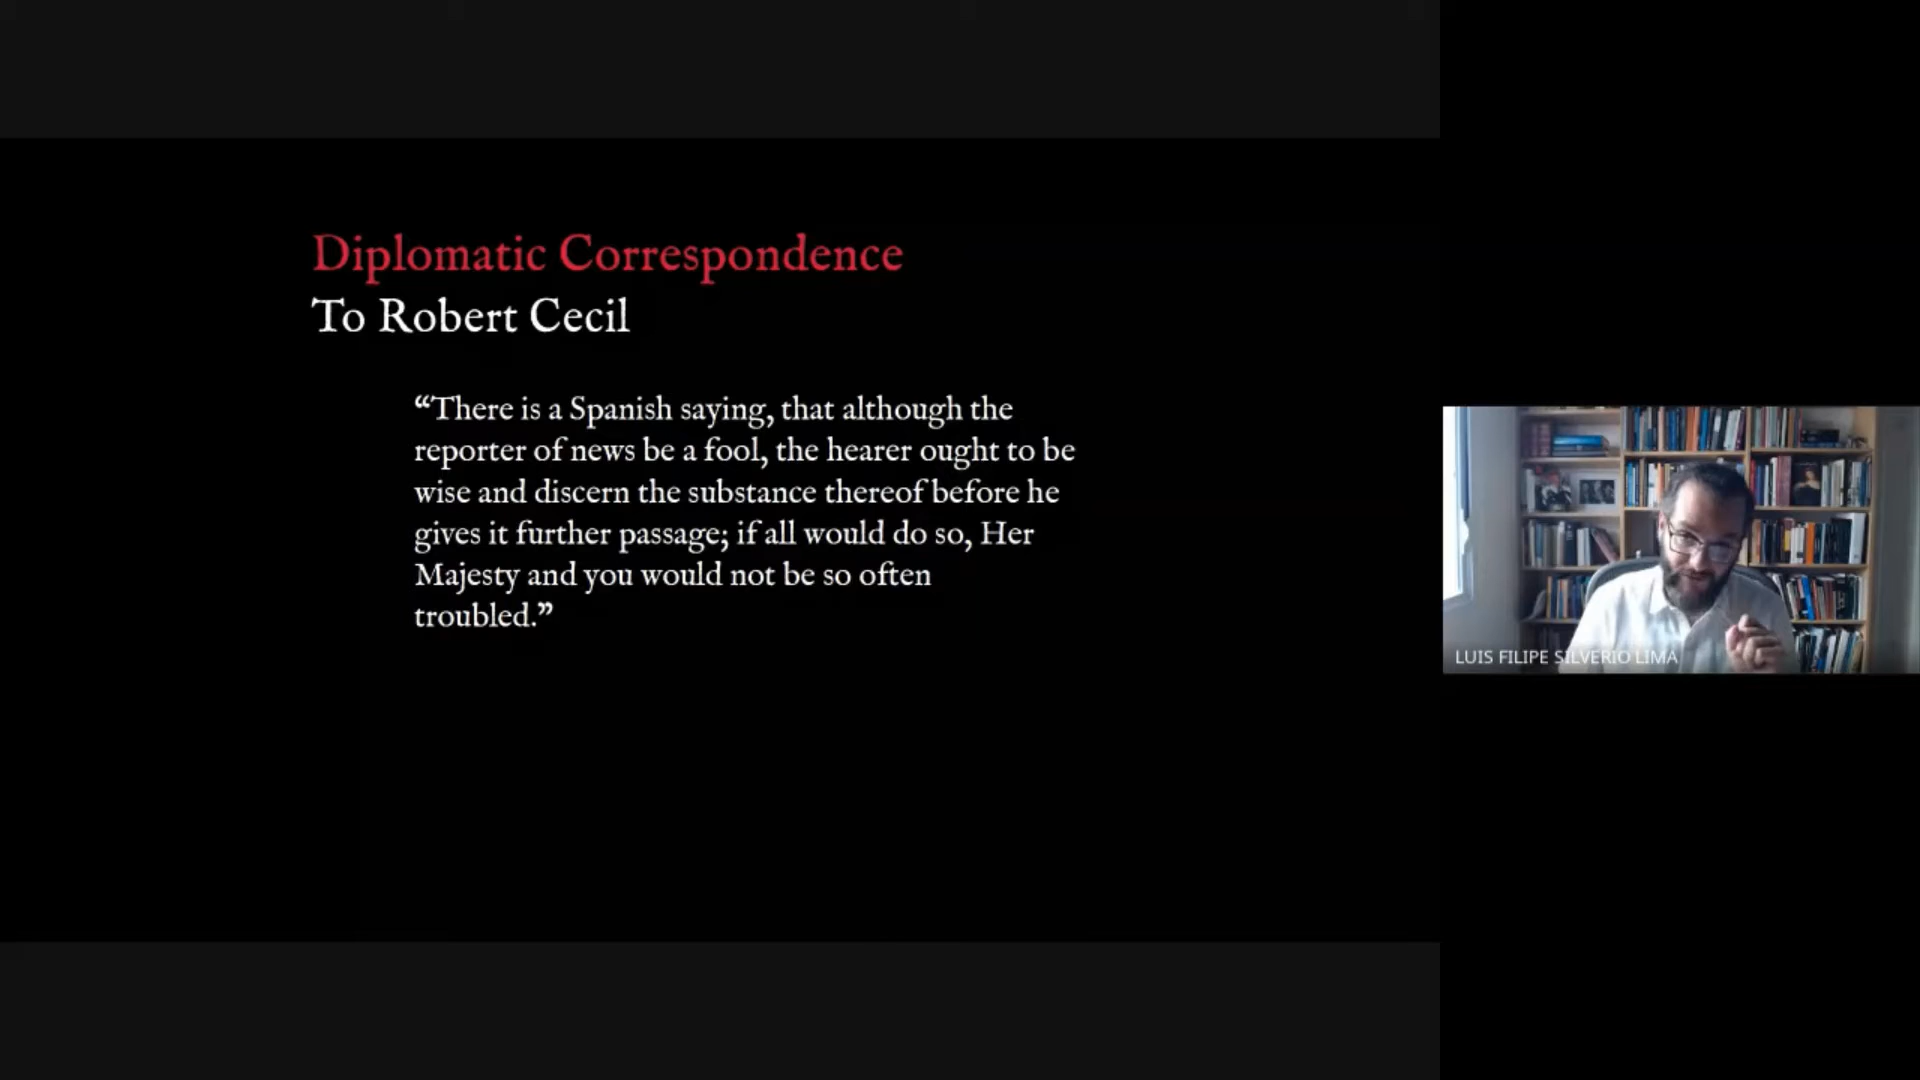 Diplomatic Correspondence
To Robert Cecil
“There is a Spanish saying, that although the
reporter of news be a fool, the hearer ought to be
wise and discern the substance thereof before he
gives it further passage; if all would do so, Her
Majesty and you would not be so often
troubled.”
LUIS FILIPE SILVERIO LIMA